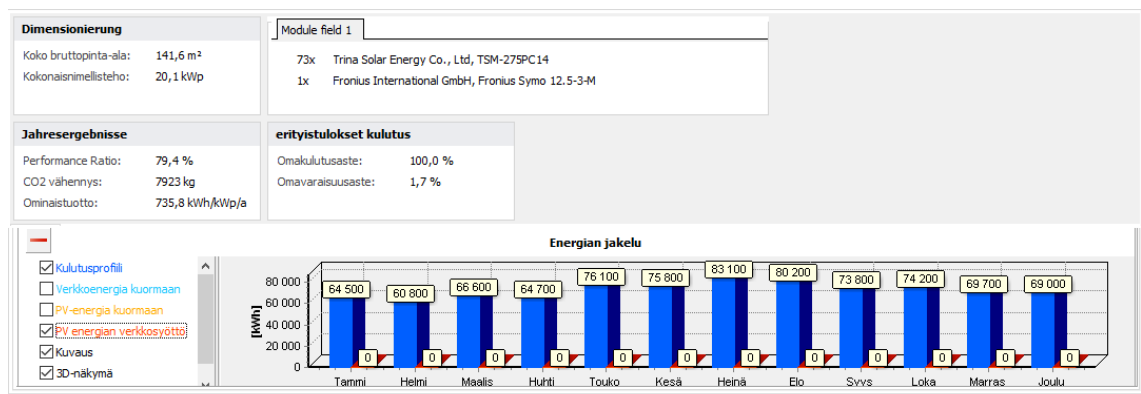 Dimensionierung
Koko bruttopinta-ala: 141,6 m²
Kokonaisnimellisteho: 20,1 kWp
Module field 1
73x Trina Solar Energy Co., Ltd, TSM-275PC14
1x Fronius International GmbH, Fronius Symo 12.5-3-M
Jahresergebnisse
Performance Ratio: 79,4 %
CO2 vähennys: 7923 kg
Ominaistuotto: 735,8 kWh/kWp/a
erityistulokset kulutus
Omakulutusaste: 100,0 %
Omavaraisuusaste: 1,7 %
Kulutusprofiili
Verkkoenergia kuormaan
PV-energia kuormaan
PV energian verkkosyöttö
Kuvaus
3D-näkymä
Energian jakelu
[kWh]
80 000
60 000
40 000
20 000
0
64 500 60 800 66 600 64 700 76 100 75 800 83 100 80 200 73 800 74 200 69 700 69 000
0 0 0 0 0 0 0 0 0 0 0 0
Tammi Helmi Maalis Huhti Touko Kesä Heinä Elo Syys Loka Marras Joulu